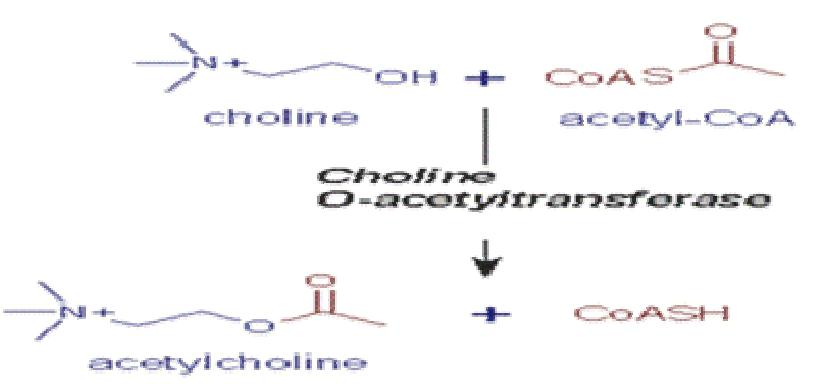 N+ OH + CoAS O
choline acetyl-CoA
Choline
O-acetyltransferase
N+ O O + CoASH
acetylcholine